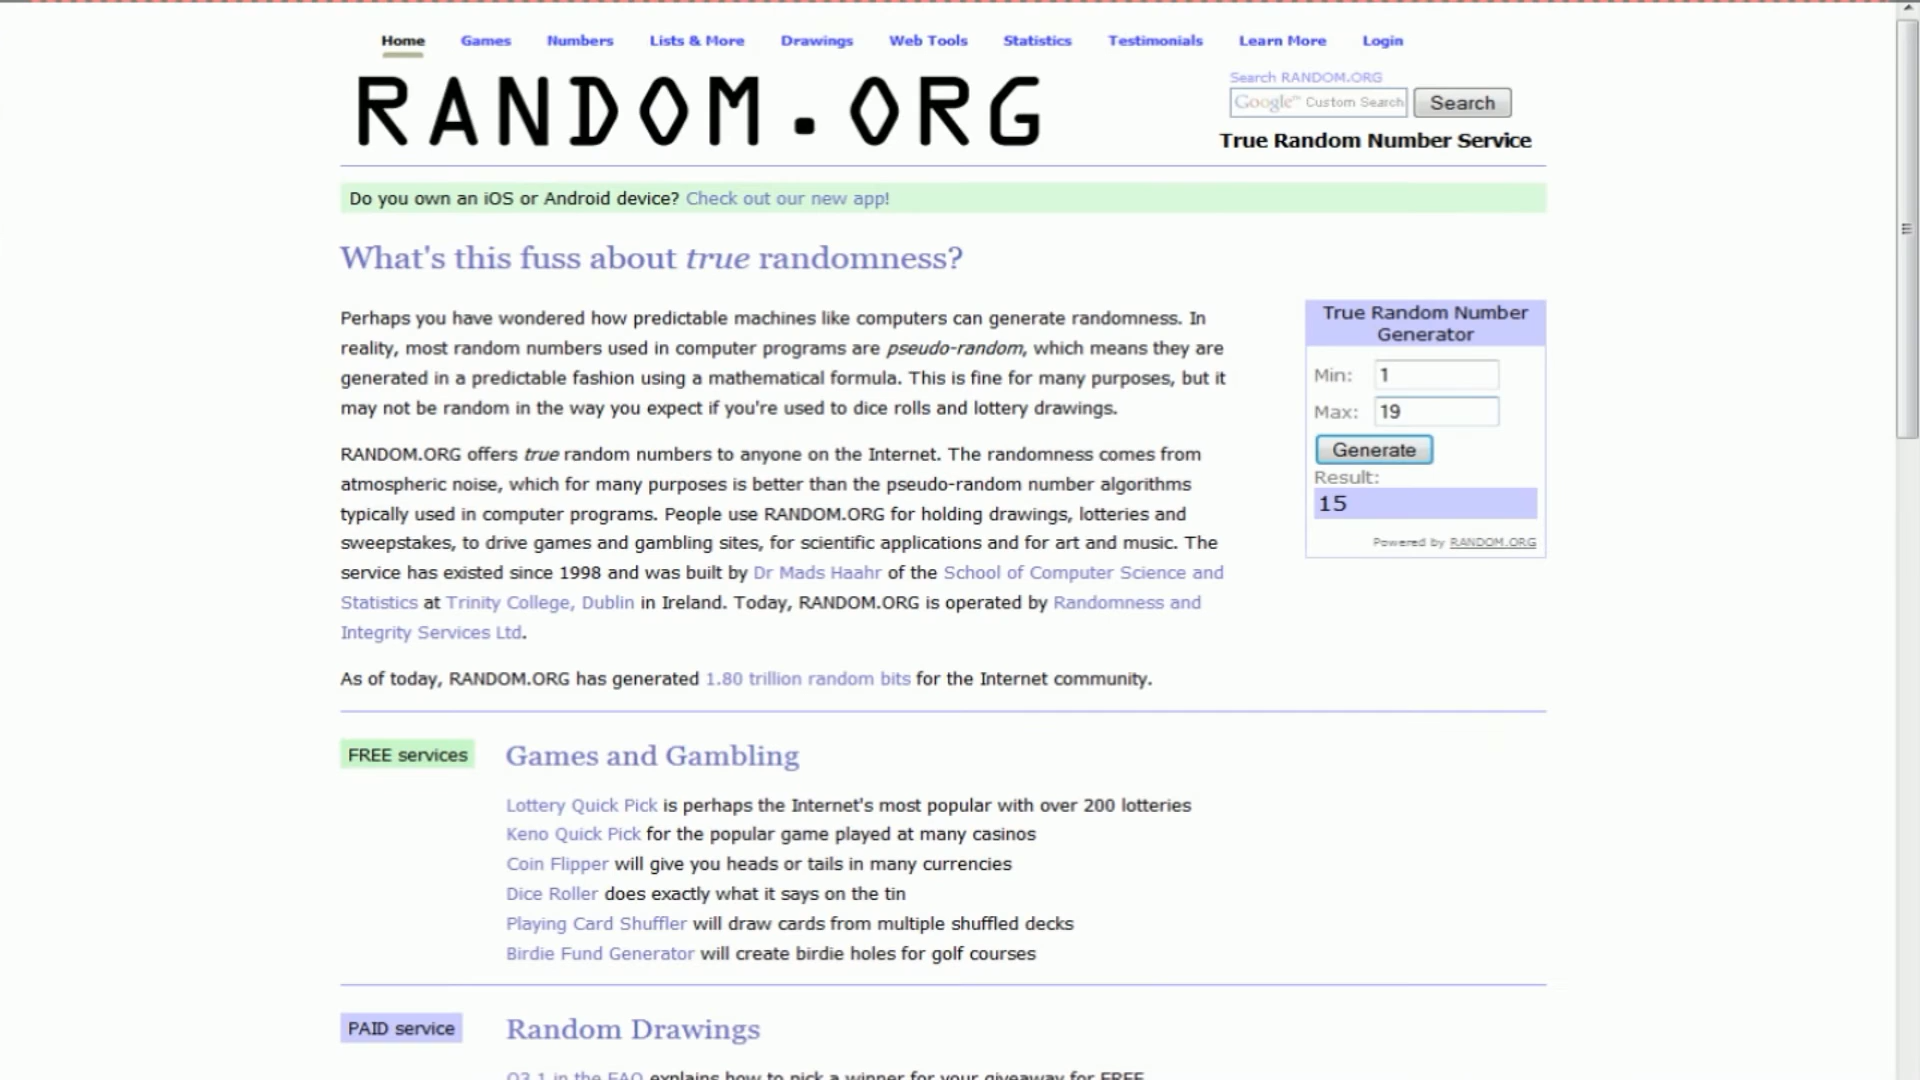 Home Games Numbers Lists & More Drawings Web Tools Statistics Testimonials Learn More Login
RANDOM.ORG
Search RANDOM.ORG
Google™ Custom Search Search
True Random Number Service
Do you own an iOS or Android device? Check out our new app!
What's this fuss about true randomness?
Perhaps you have wondered how predictable machines like computers can generate randomness. In
reality, most random numbers used in computer programs are pseudo-random, which means they are
generated in a predictable fashion using a mathematical formula. This is fine for many purposes, but it
may not be random in the way you expect if you're used to dice rolls and lottery drawings.
RANDOM.ORG offers true random numbers to anyone on the Internet. The randomness comes from
atmospheric noise, which for many purposes is better than the pseudo-random number algorithms
typically used in computer programs. People use RANDOM.ORG for holding drawings, lotteries and
sweepstakes, to drive games and gambling sites, for scientific applications and for art and music. The
service has existed since 1998 and was built by Dr Mads Haahr of the School of Computer Science and
Statistics at Trinity College, Dublin in Ireland. Today, RANDOM.ORG is operated by Randomness and
Integrity Services Ltd.
As of today, RANDOM.ORG has generated 1.80 trillion random bits for the Internet community.
True Random Number
Generator
Min: 1
Max: 19
Generate
Result:
15
Powered by RANDOM.ORG
FREE services
Games and Gambling
Lottery Quick Pick is perhaps the Internet's most popular with over 200 lotteries
Keno Quick Pick for the popular game played at many casinos
Coin Flipper will give you heads or tails in many currencies
Dice Roller does exactly what it says on the tin
Playing Card Shuffler will draw cards from multiple shuffled decks
Birdie Fund Generator will create birdie holes for golf courses
PAID service
Random Drawings
Q3.1 in the FAQ explains how to pick a winner for your giveaway for FREE